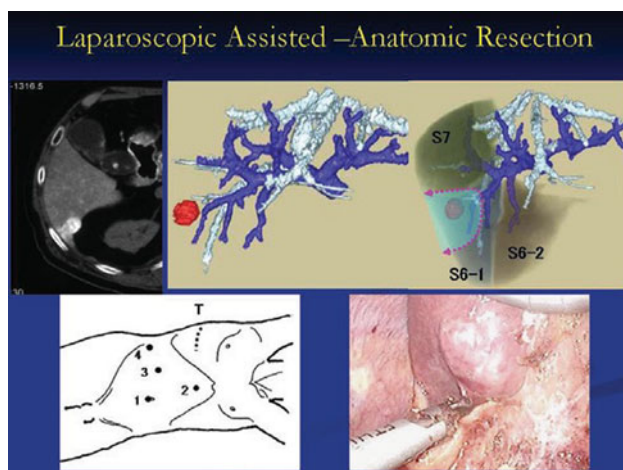 Laparoscopic Assisted –Anatomic Resection
-1316.5
30
S7
S6-1
S6-2
T
4
3
1
2